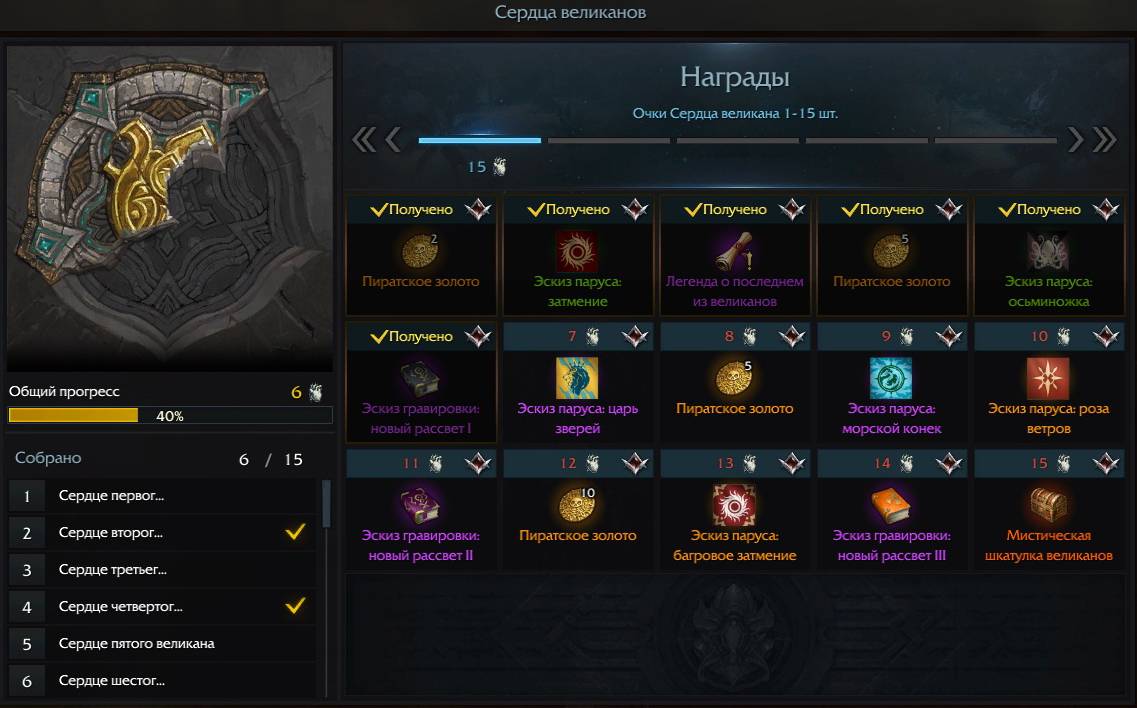 Сердца великанов
Награды
Очки Сердца великана 1-15 шт.
15
Получено
Получено
Получено
Получено
Получено
2
Пиратское золото
Эскиз паруса:
затмение
Легенда о последнем
из великанов
5
Пиратское золото
Эскиз паруса:
осьминожка
Получено
7
8
9
10
Эскиз гравировки:
новый рассвет I
Эскиз паруса: царь
зверей
5
Пиратское золото
Эскиз паруса:
морской конек
Эскиз паруса: роза
ветров
11
12
13
14
15
Эскиз гравировки:
новый рассвет II
10
Пиратское золото
Эскиз паруса:
багровое затмение
Эскиз гравировки:
новый рассвет III
Мистическая
шкатулка великанов
Общий прогресс 6
40%
Собрано 6 / 15
1 Сердце первог...
2 Сердце второг...
3 Сердце третьег...
4 Сердце четвертог...
5 Сердце пятого великана
6 Сердце шестог...